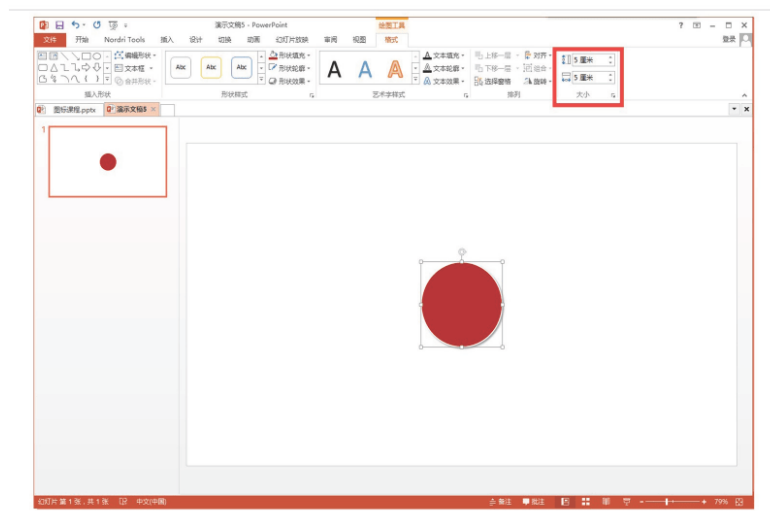 演示文稿5 - PowerPoint
绘图工具
文件 开始 Nordri Tools 插入 设计 切换 动画 幻灯片放映 审阅 视图 格式 登录
编辑形状
文本框
合并形状
插入形状
Abc Abc Abc
形状填充
形状轮廓
形状效果
形状样式
A A A
文本填充
文本轮廓
文本效果
艺术字样式
上移一层 对齐
下移一层 组合
选择窗格 旋转
排列
5 厘米
5 厘米
大小
图标课程.pptx 演示文稿5
1
幻灯片 第 1 张，共 1 张 中文(中国) 备注 批注 79%